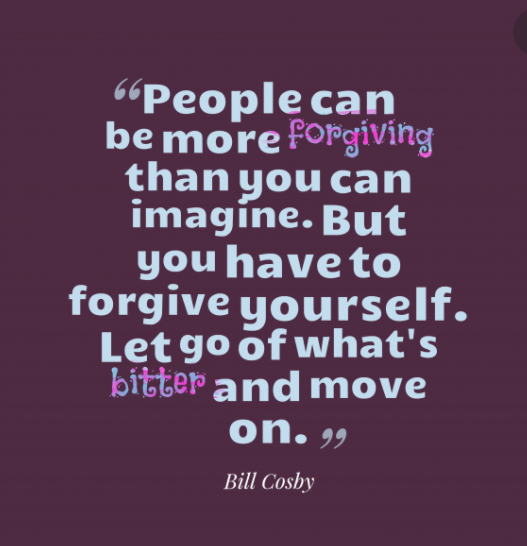 “People can
be more forgiving
than you can
imagine. But
you have to
forgive yourself.
Let go of what's
bitter and move
on. ”
Bill Cosby